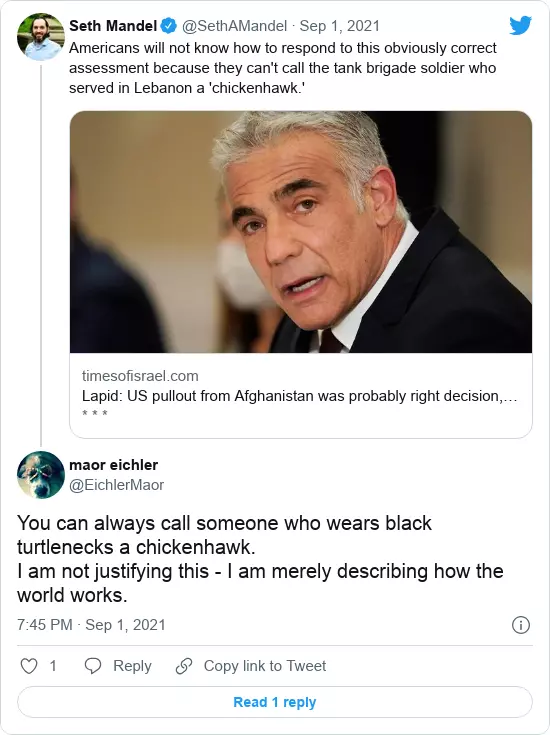 Seth Mandel @SethAMandel · Sep 1, 2021
Americans will not know how to respond to this obviously correct
assessment because they can't call the tank brigade soldier who
served in Lebanon a 'chickenhawk.'
timesofisrael.com
Lapid: US pullout from Afghanistan was probably right decision,…
* * *
maor eichler
@EichlerMaor
You can always call someone who wears black
turtlenecks a chickenhawk.
I am not justifying this - I am merely describing how the
world works.
7:45 PM · Sep 1, 2021
1 Reply Copy link to Tweet
Read 1 reply